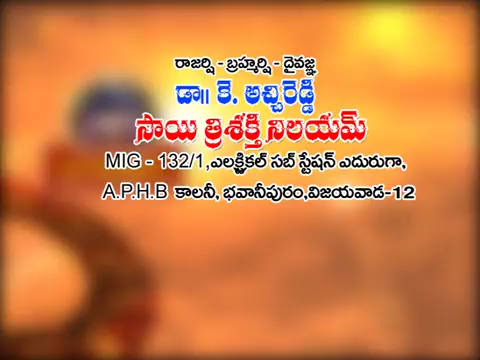 రాజర్షి - బ్రహ్మర్షి - దైవజ్ఞ
డా॥ కె. అచ్చిరెడ్డి
సాయి త్రిశక్తి నిలయమ్
MIG - 132/1,ఎలక్ట్రికల్ సబ్ స్టేషన్ ఎదురుగా,
A.P.H.B కాలనీ, భవానీపురం,విజయవాడ-12